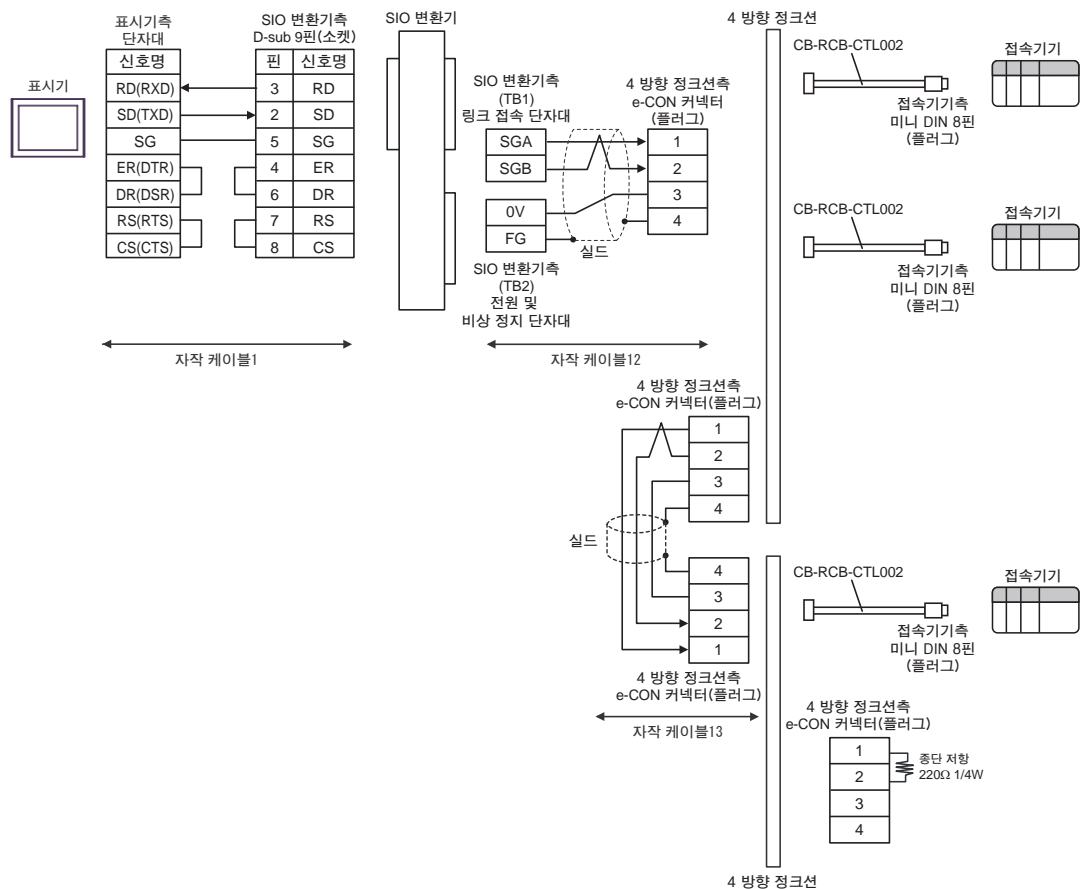 표시기
표시기측
단자대
신호명
RD(RXD)
SD(TXD)
SG
ER(DTR)
DR(DSR)
RS(RTS)
CS(CTS)
SIO 변환기측
D-sub 9핀(소켓)
핀 신호명
3 RD
2 SD
5 SG
4 ER
6 DR
7 RS
8 CS
자작 케이블1
SIO 변환기
SIO 변환기측
(TB1)
링크 접속 단자대
SGA
SGB
0V
FG
SIO 변환기측
(TB2)
전원 및
비상 정지 단자대
실드
4 방향 정크션측
e-CON 커넥터
(플러그)
1
2
3
4
자작 케이블12
4 방향 정크션
CB-RCB-CTL002
접속기기측
미니 DIN 8핀
(플러그)
접속기기
CB-RCB-CTL002
접속기기측
미니 DIN 8핀
(플러그)
접속기기
4 방향 정크션측
e-CON 커넥터(플러그)
1
2
3
4
실드
4
3
2
1
4 방향 정크션측
e-CON 커넥터(플러그)
자작 케이블13
CB-RCB-CTL002
접속기기측
미니 DIN 8핀
(플러그)
접속기기
4 방향 정크션측
e-CON 커넥터(플러그)
1
2
3
4
종단 저항
220Ω 1/4W
4 방향 정크션